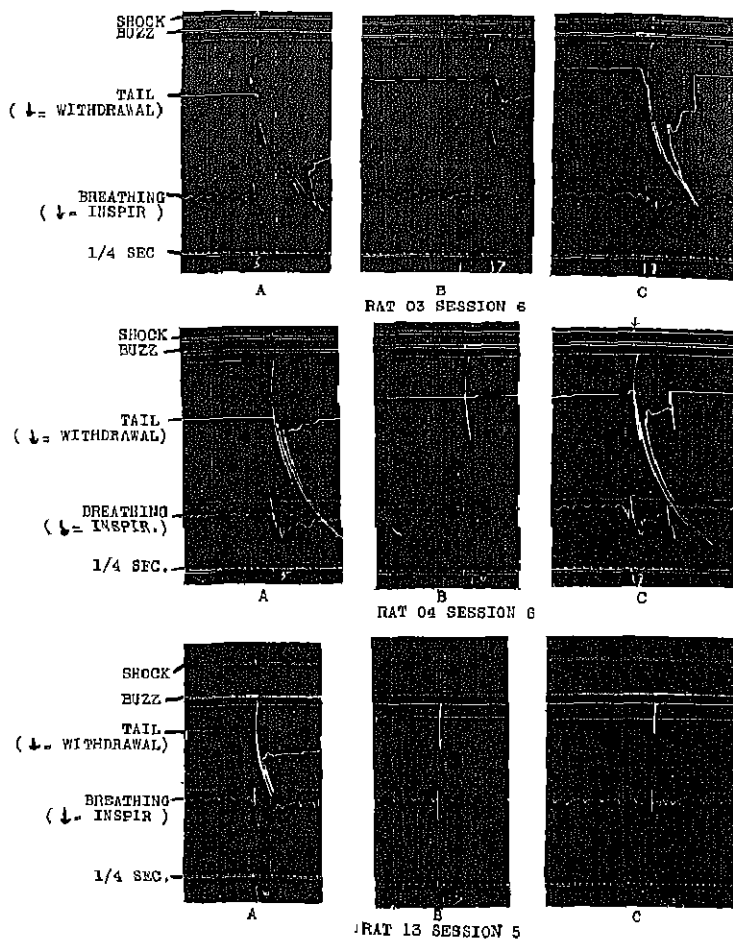 SHOCK
BUZZ
TAIL
( ↓= WITHDRAWAL)
BREATHING
( ↓= INSPIR )
1/4 SEC
A
B
C
RAT 03 SESSION 6
SHOCK
BUZZ
TAIL
( ↓= WITHDRAWAL)
BREATHING
( ↓= INSPIR.)
1/4 SEC.
A
B
C
RAT 04 SESSION 6
SHOCK
BUZZ
TAIL
( ↓= WITHDRAWAL)
BREATHING
( ↓= INSPIR )
1/4 SEC.
A
B
C
RAT 13 SESSION 5